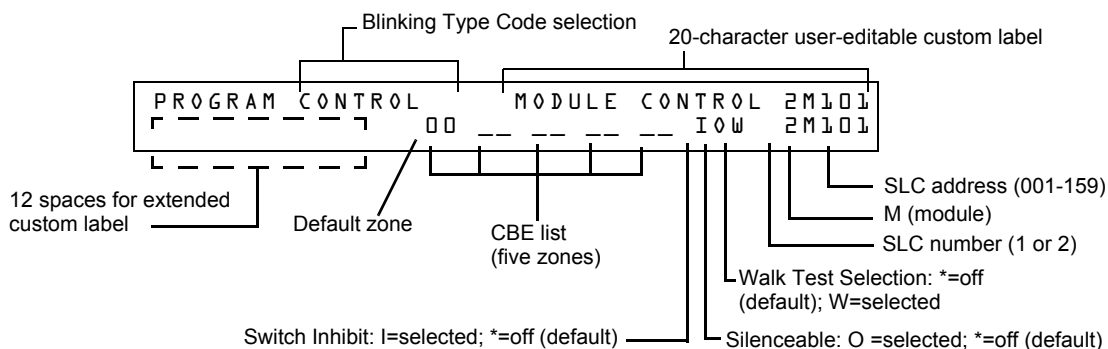 Blinking Type Code selection
20-character user-editable custom label
PROGRAM CONTROL MODULE CONTROL 2M101
00 __ __ __ __ IOW 2M101
12 spaces for extended
custom label
Default zone
CBE list
(five zones)
SLC address (001-159)
M (module)
SLC number (1 or 2)
Walk Test Selection: *=off
(default); W=selected
Switch Inhibit: I=selected; *=off (default)
Silenceable: O =selected; *=off (default)